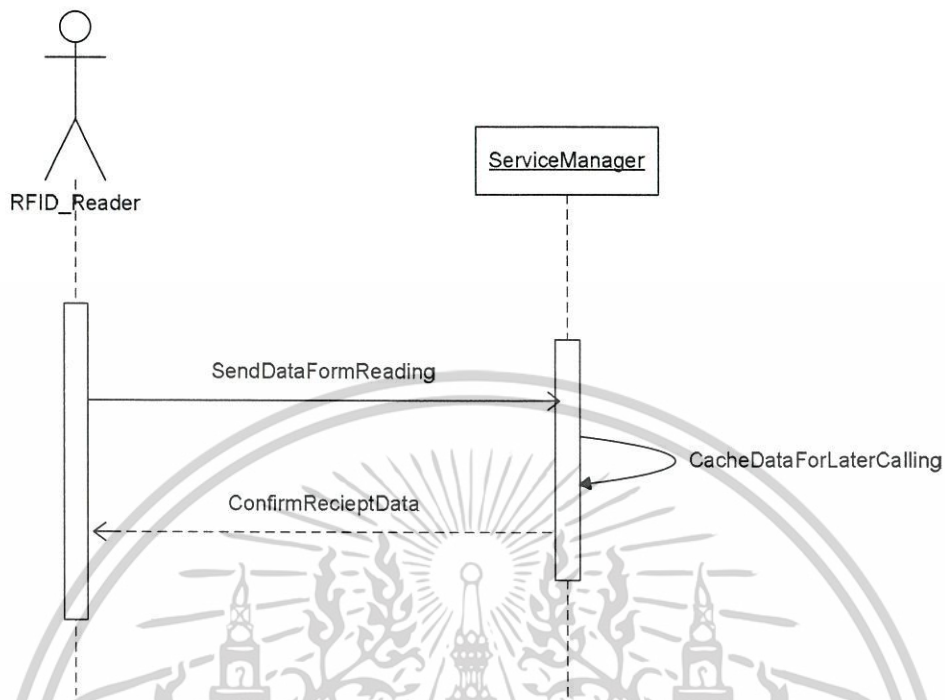 RFID_Reader
ServiceManager
SendDataFormReading
CacheDataForLaterCalling
ConfirmRecieptData